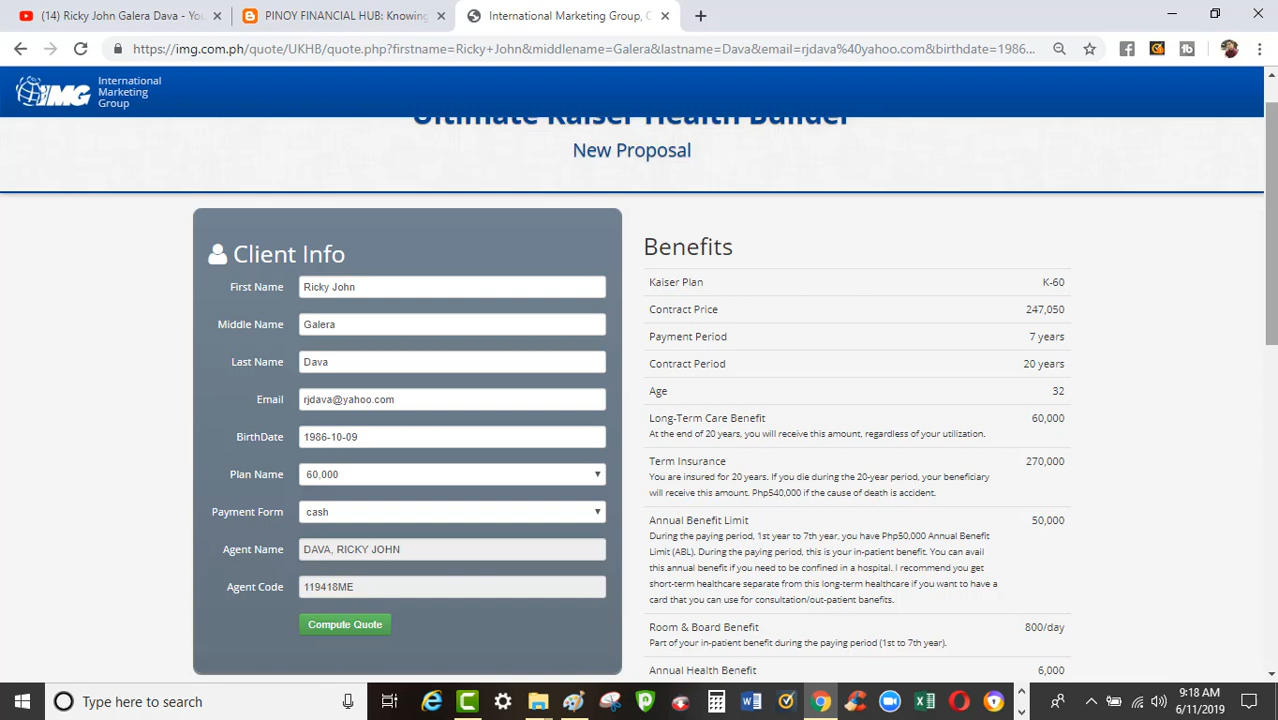 (14) Ricky John Galera Dava - You
PINOY FINANCIAL HUB: Knowing
International Marketing Group, C
https://img.com.ph/quote/UKHB/quote.php?firstname=Ricky+John&middlename=Galera&lastname=Dava&email=rjdava%40yahoo.com&birthdate=1986...
IMG
International
Marketing
Group
Ultimate Kaiser Health Builder
New Proposal
Client Info
First Name
Ricky John
Middle Name
Galera
Last Name
Dava
Email
rjdava@yahoo.com
BirthDate
1986-10-09
Plan Name
60,000
Payment Form
cash
Agent Name
DAVA, RICKY JOHN
Agent Code
119418ME
Compute Quote
Benefits
Kaiser Plan K-60
Contract Price 247,050
Payment Period 7 years
Contract Period 20 years
Age 32
Long-Term Care Benefit 60,000
At the end of 20 years, you will receive this amount, regardless of your utilization.
Term Insurance 270,000
You are insured for 20 years. If you die during the 20-year period, your beneficiary
will receive this amount. Php540,000 if the cause of death is accident.
Annual Benefit Limit 50,000
During the paying period, 1st year to 7th year, you have Php50,000 Annual Benefit
Limit (ABL). During the paying period, this is your in-patient benefit. You can avail
this annual benefit if you need to be confined in a hospital. I recommend you get
short-term healthcare separate from this long-term healthcare if you want to have a
card that you can use for consultation/out-patient banefits.
Room & Board Benefit 800/day
Part of your in-patient benefit during the paying period (1st to 7th year).
Annual Health Benefit 6,000
Type here to search
9:18 AM
6/11/2019